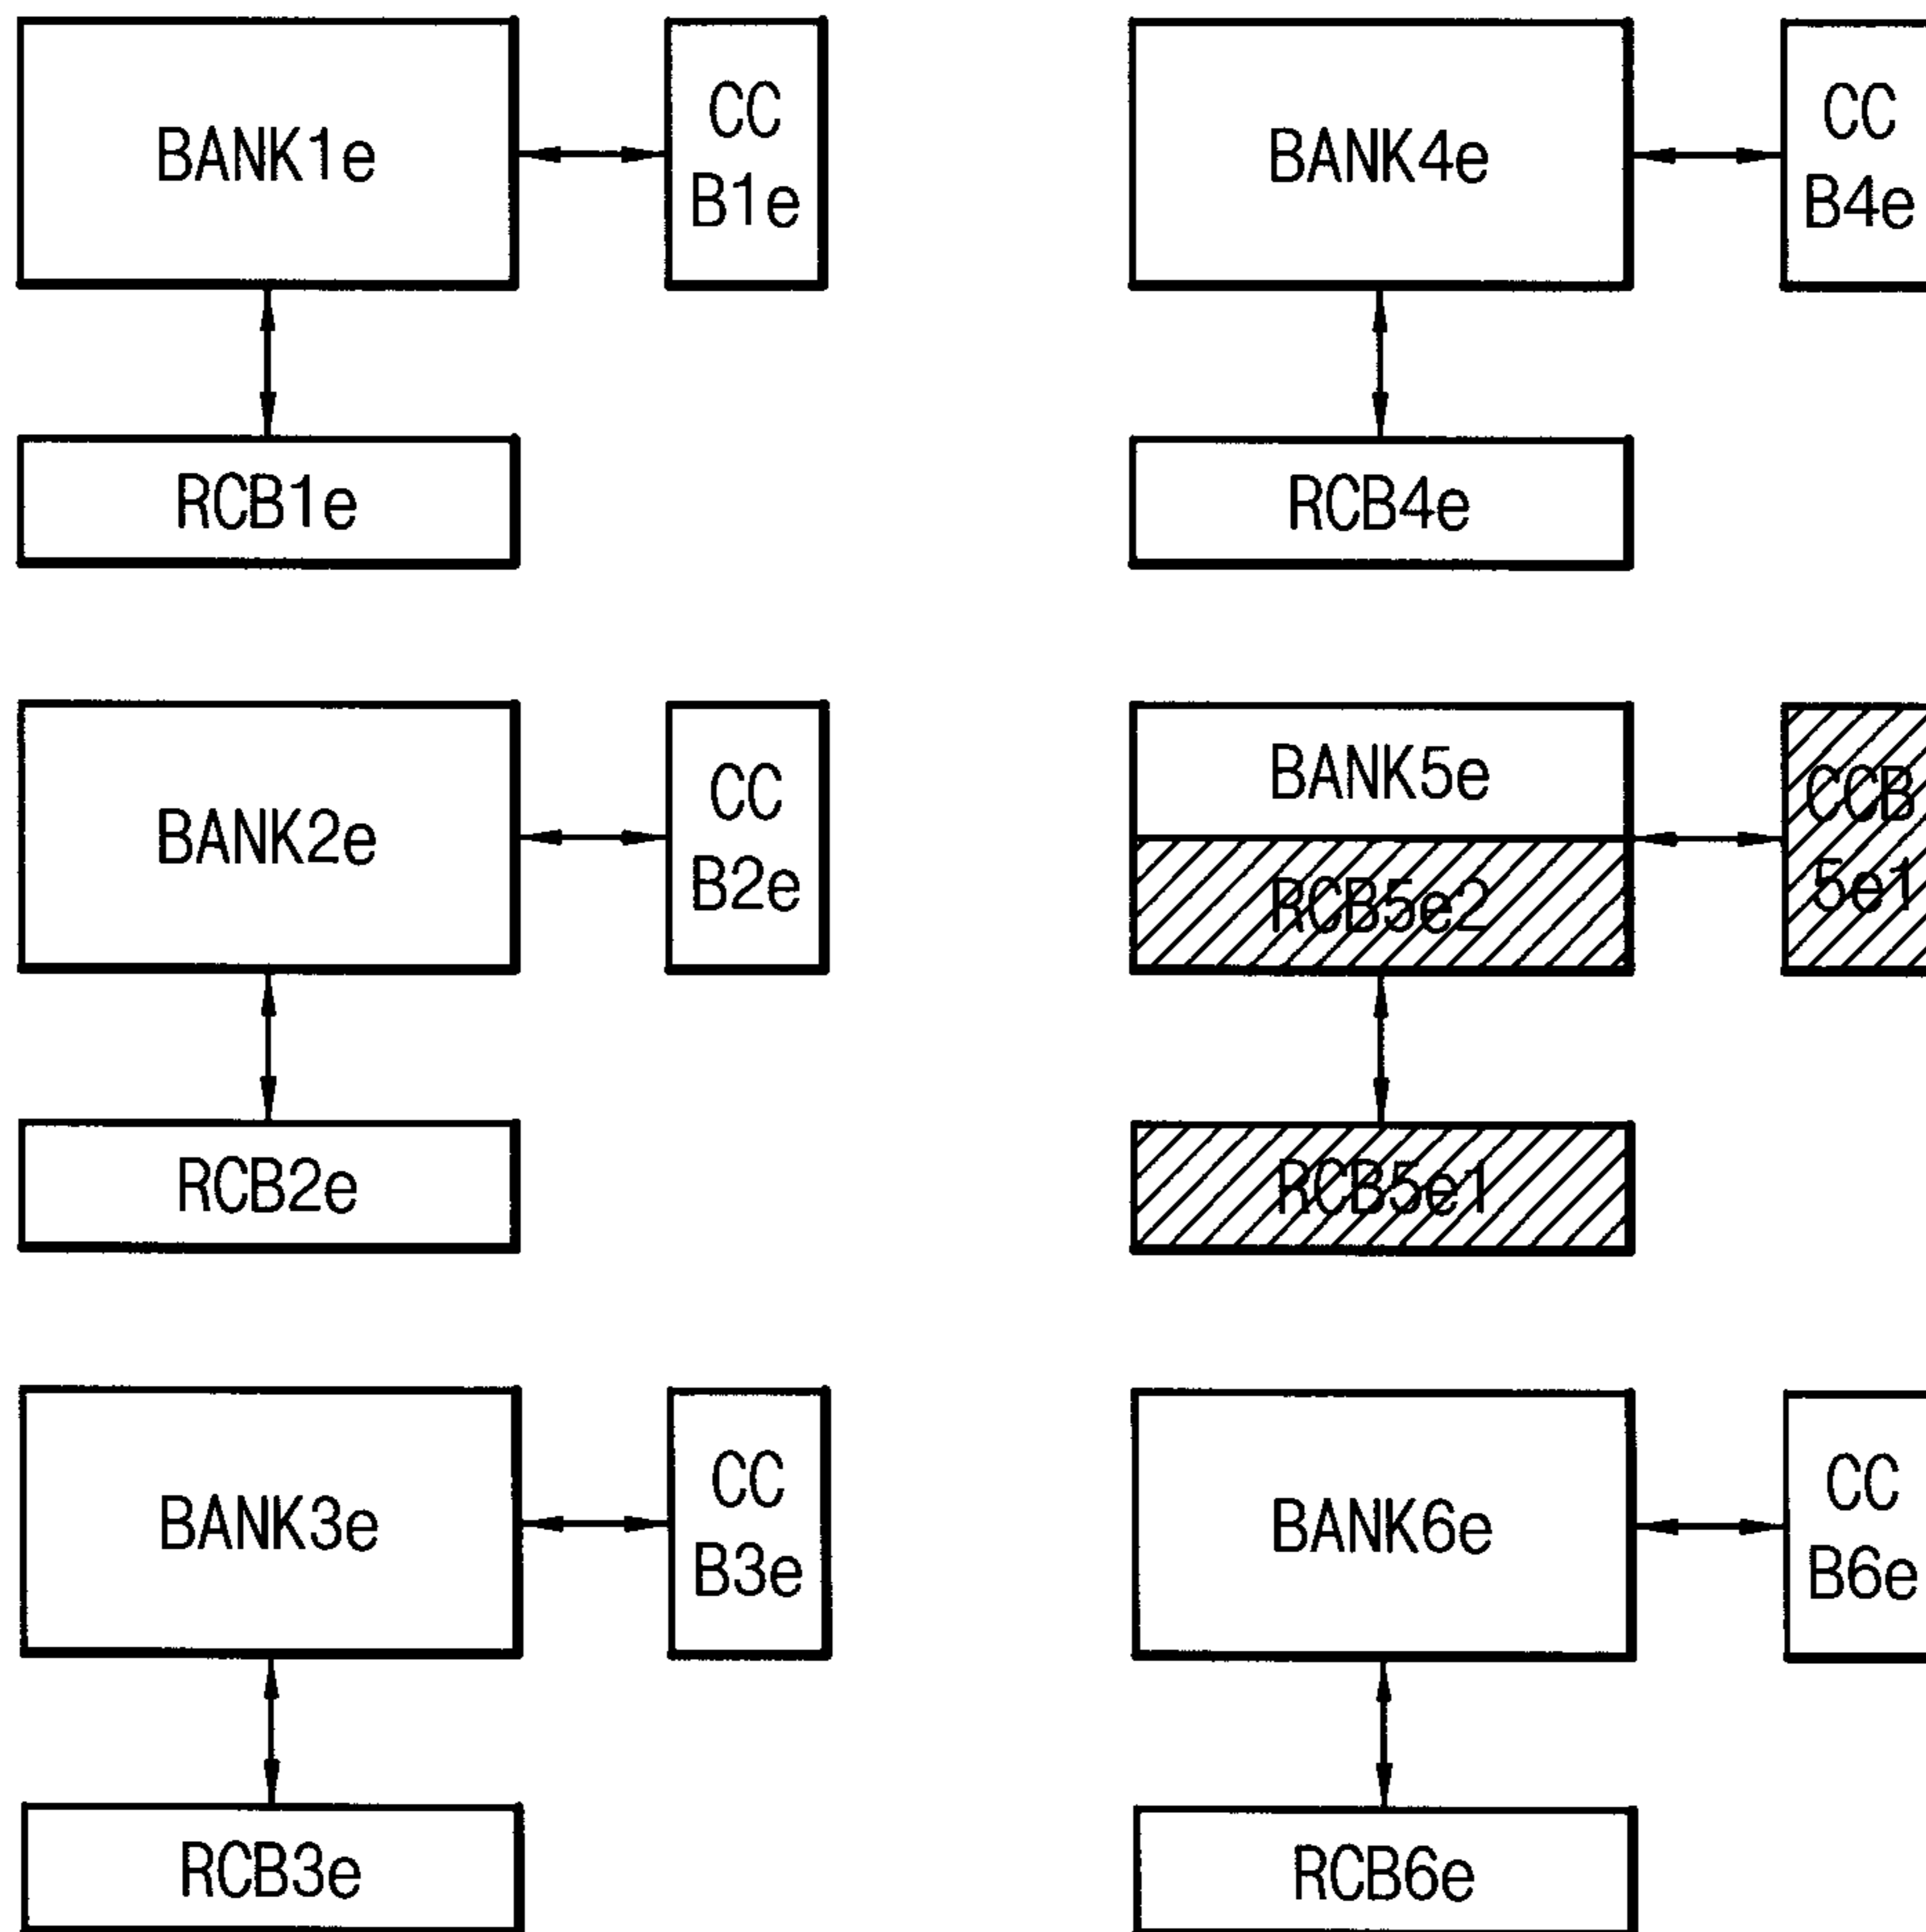 BANK1e
CC
B1e
RCB1e
BANK4e
CC
B4e
RCB4e
BANK2e
CC
B2e
RCB2e
BANK5e
RCB5e2
CCB
5e1
RCB5e1
BANK3e
CC
B3e
RCB3e
BANK6e
CC
B6e
RCB6e